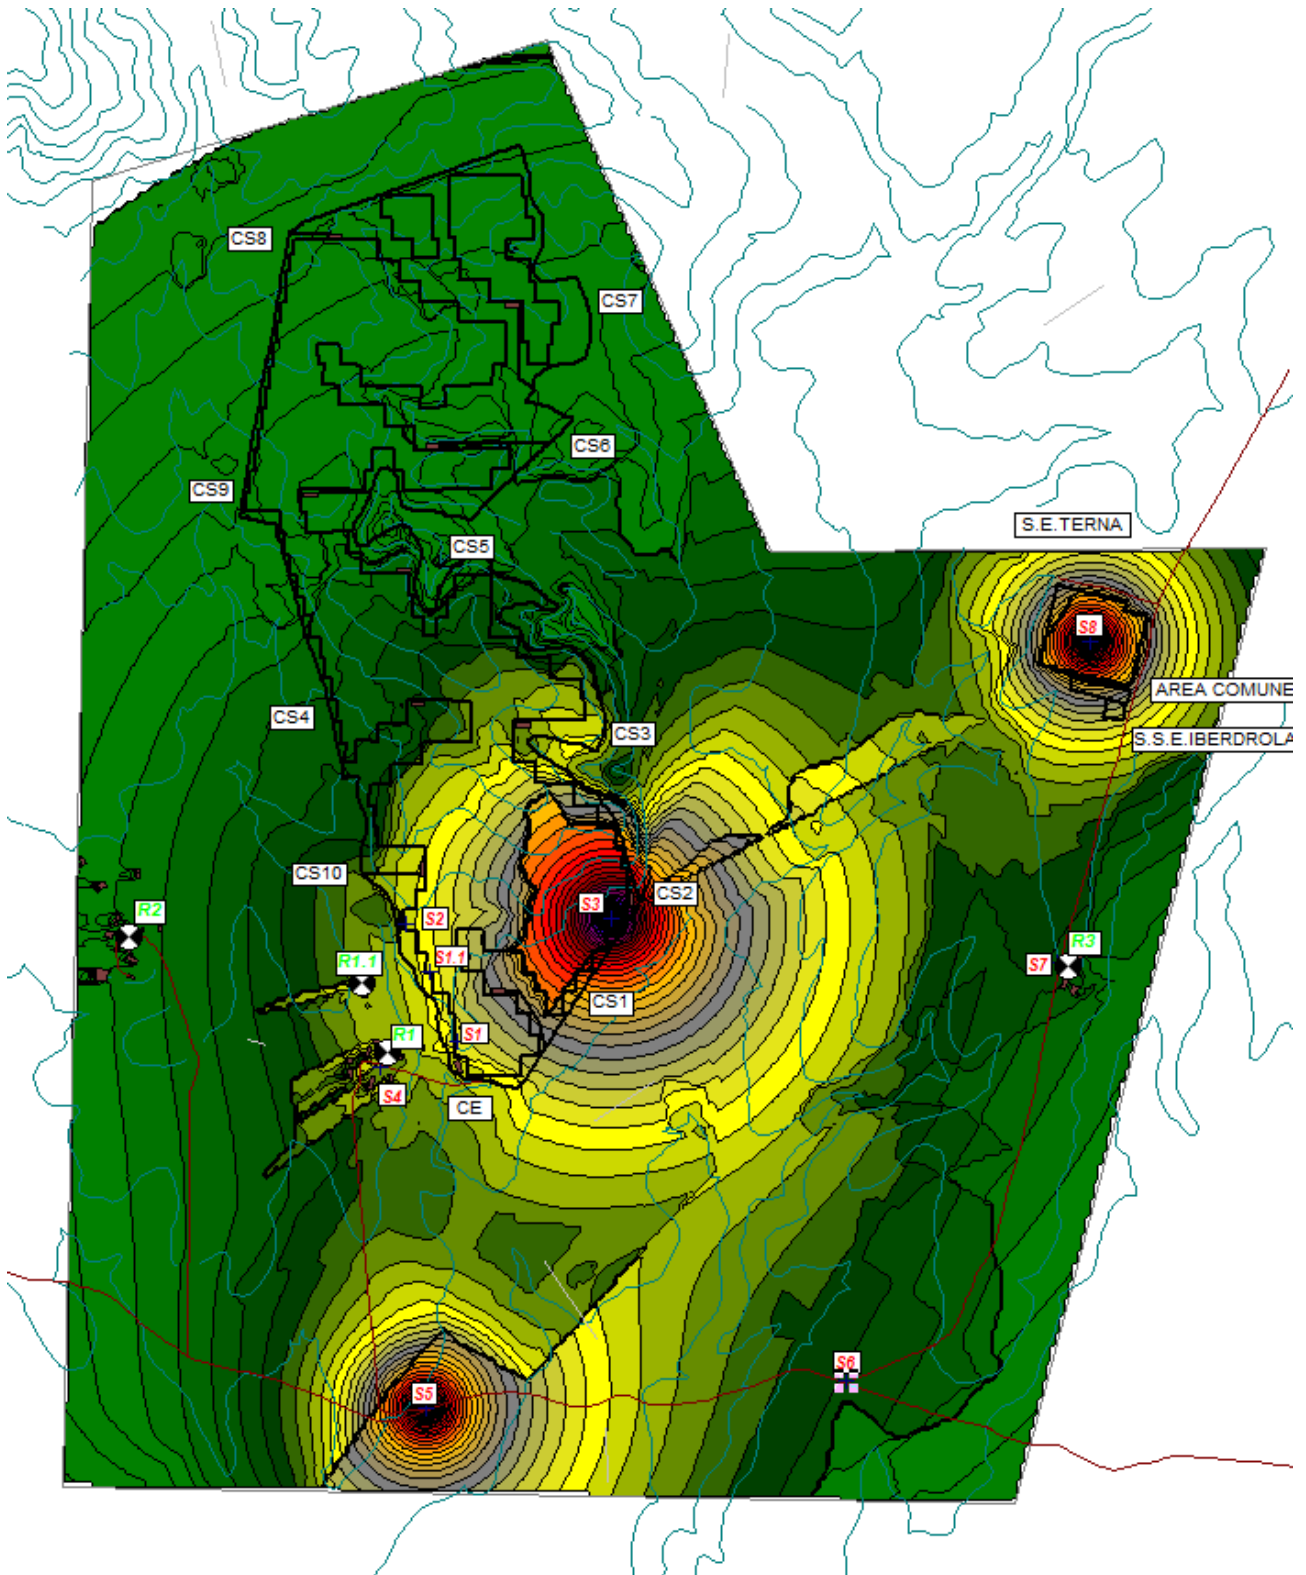 CS8
CS7
CS6
CS9
S.E.TERNA
CS5
S8
AREA COMUNE
CS4
CS3
S.S.E.IBERDROLA
CS10
CS2
S3
R2
S2
R3
S1.1
R1.1
S7
CS1
R1
S1
S4
CE
S6
S5